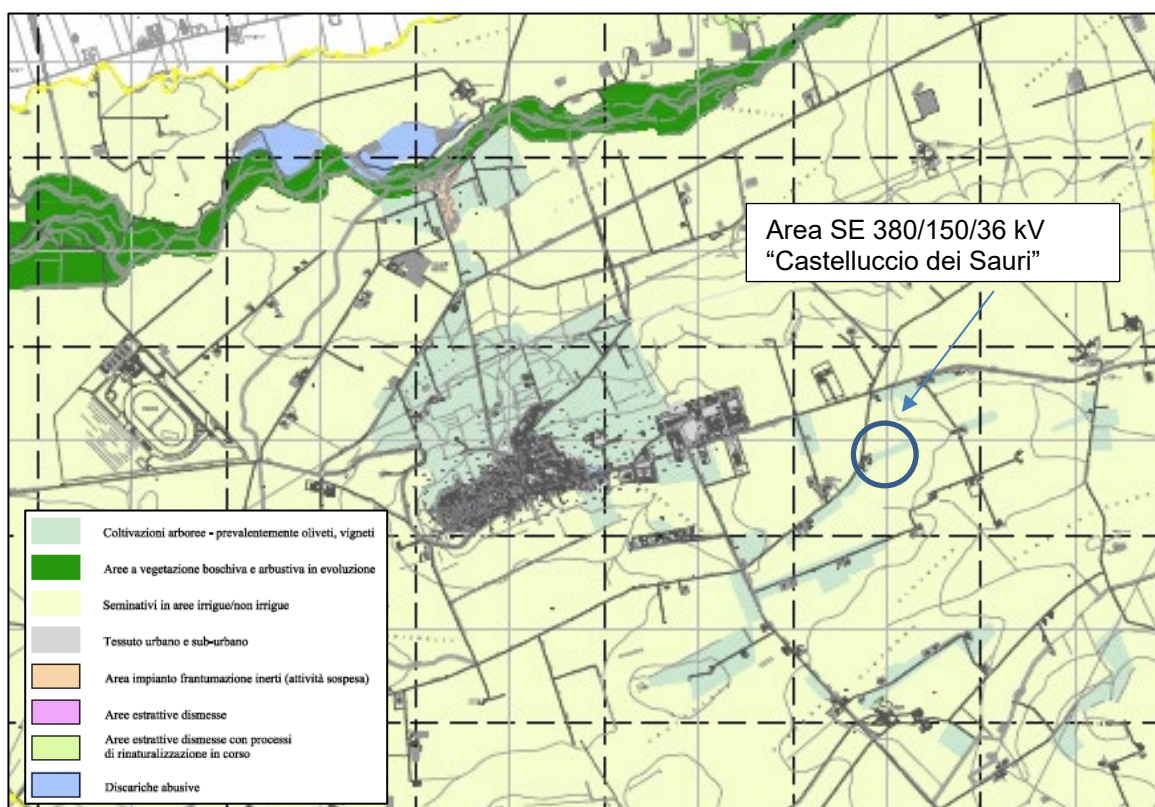 Area SE 380/150/36 kV
“Castelluccio dei Sauri”
Coltivazioni arboree - prevalentemente oliveti, vigneti
Aree a vegetazione boschiva e arbustiva in evoluzione
Seminativi in aree irrigue/non irrigue
Tessuto urbano e sub-urbano
Area impianto frantumazione inerti (attività sospesa)
Aree estrattive dismesse
Aree estrattive dismesse con processi
di rinaturalizzazione in corso
Discariche abusive